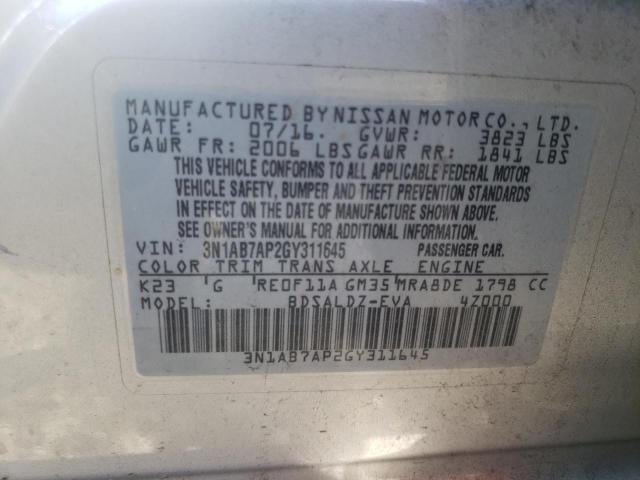 MANUFACTURED BY NISSAN MOTOR CO., LTD.
DATE: 07/16. GVWR: 3823 LBS
GAWR FR: 2006 LBS GAWR RR: 1841 LBS
THIS VEHICLE CONFORMS TO ALL APPLICABLE FEDERAL MOTOR
VEHICLE SAFETY, BUMPER AND THEFT PREVENTION STANDARDS
IN EFFECT ON THE DATE OF MANUFACTURE SHOWN ABOVE.
SEE OWNER'S MANUAL FOR ADDITIONAL INFORMATION.
VIN: 3N1AB7AP2GY311645 PASSENGER CAR.
COLOR TRIM TRANS AXLE ENGINE
K23 G RE0F11A GM35 MRA8DE 1798 CC
MODEL: BDSALDZ-EVA 4Z000
3N1AB7AP2GY311645